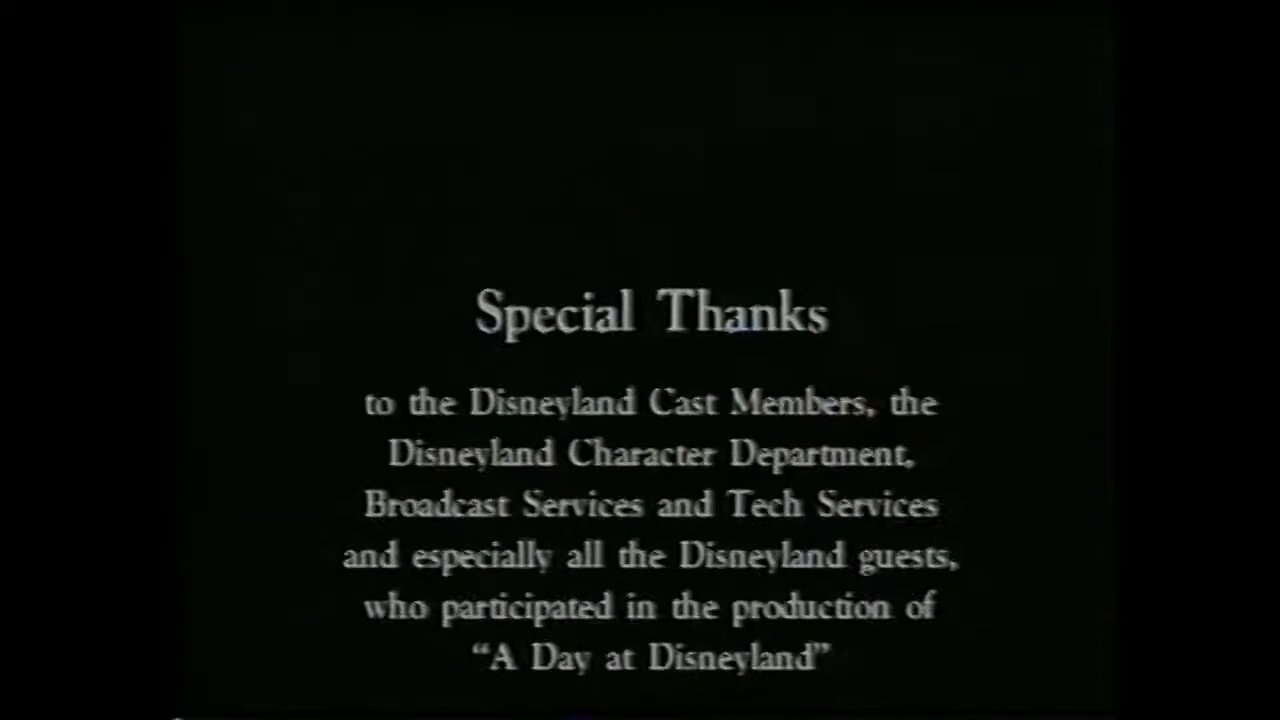 Special Thanks
to the Disneyland Cast Members, the
Disneyland Character Department,
Broadcast Services and Tech Services
and especially all the Disneyland guests,
who participated in the production of
“A Day at Disneyland”